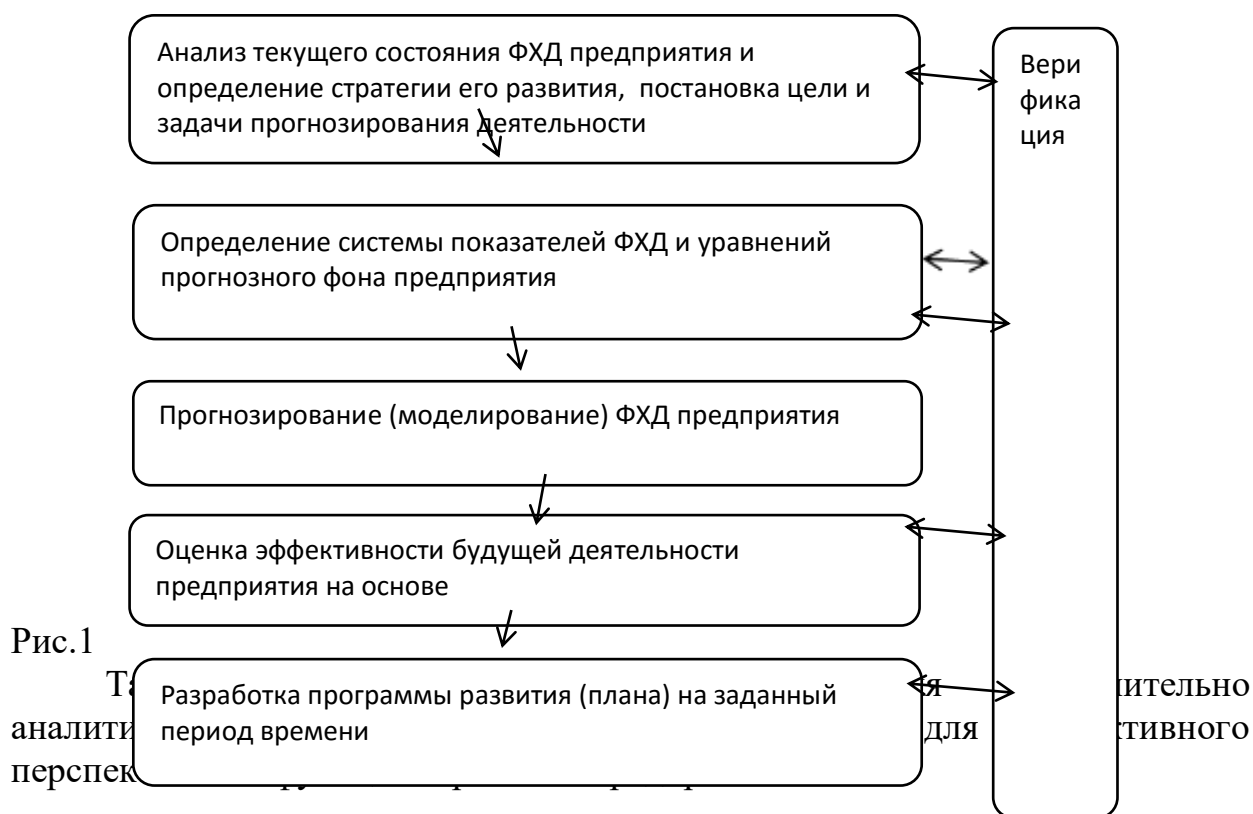 Анализ текущего состояния ФХД предприятия и
определение стратегии его развития, постановка цели и
задачи прогнозирования деятельности
Вери
фика
ция
Определение системы показателей ФХД и уравнений
прогнозного фона предприятия
Прогнозирование (моделирование) ФХД предприятия
Оценка эффективности будущей деятельности
предприятия на основе
Рис.1
Разработка программы развития (плана) на заданный
период времени
для